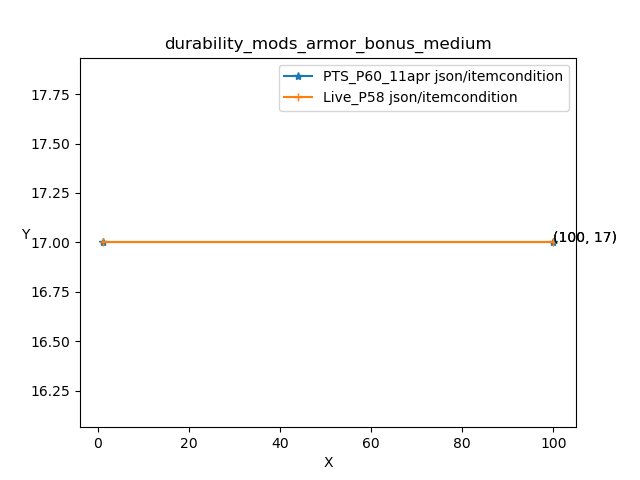 durability_mods_armor_bonus_medium
PTS_P60_11apr json/itemcondition
Live_P58 json/itemcondition
17.75
17.50
17.25
17.00
16.75
16.50
16.25
Y
(100, 17)
0
20
40
60
80
100
X